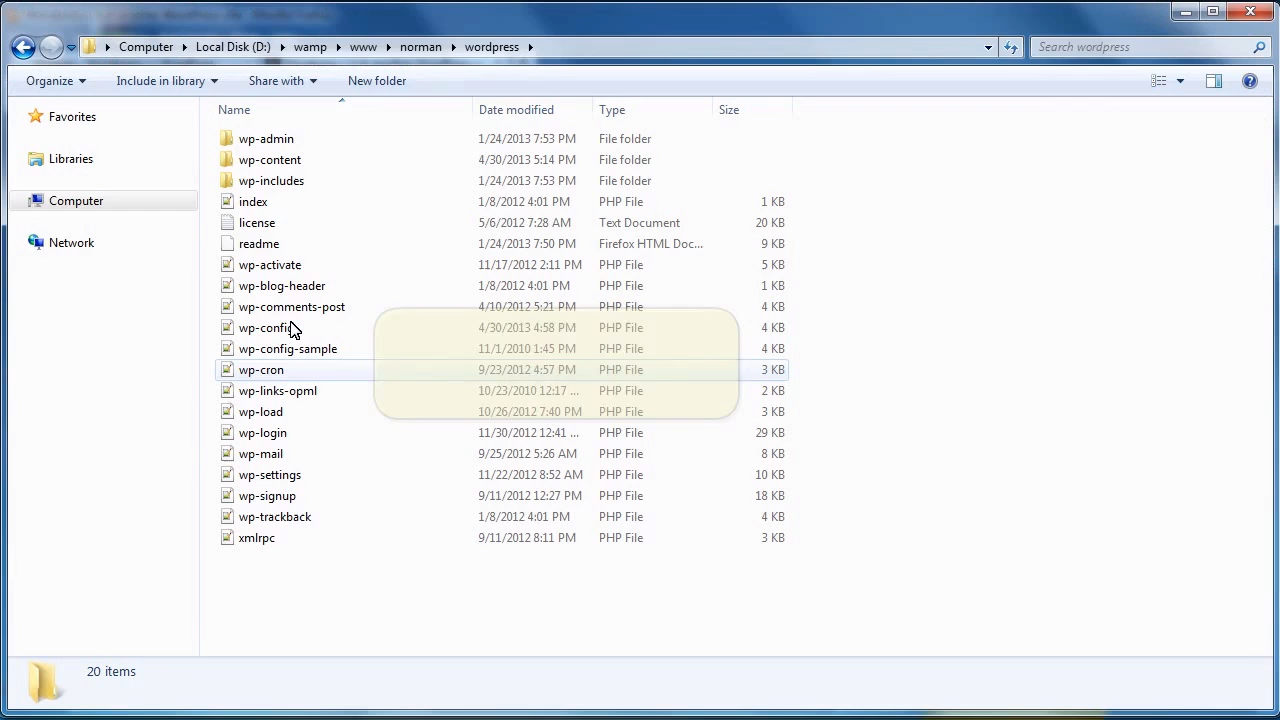 Computer Local Disk (D:) wamp www norman wordpress Search wordpress
Organize Include in library Share with New folder
Name Date modified Type Size
Favorites
Libraries
Computer
Network
wp-admin 1/24/2013 7:53 PM File folder
wp-content 4/30/2013 5:14 PM File folder
wp-includes 1/24/2013 7:53 PM File folder
index 1/8/2012 4:01 PM PHP File 1 KB
license 5/6/2012 7:28 AM Text Document 20 KB
readme 1/24/2013 7:50 PM Firefox HTML Doc... 9 KB
wp-activate 11/17/2012 2:11 PM PHP File 5 KB
wp-blog-header 1/8/2012 4:01 PM PHP File 1 KB
wp-comments-post 4/10/2012 5:21 PM PHP File 4 KB
wp-config 4/30/2013 4:58 PM PHP File 4 KB
wp-config-sample 11/1/2010 1:45 PM PHP File 4 KB
wp-cron 9/23/2012 4:57 PM PHP File 3 KB
wp-links-opml 10/23/2010 12:17 ... PHP File 2 KB
wp-load 10/26/2012 7:40 PM PHP File 3 KB
wp-login 11/30/2012 12:41 ... PHP File 29 KB
wp-mail 9/25/2012 5:26 AM PHP File 8 KB
wp-settings 11/22/2012 8:52 AM PHP File 10 KB
wp-signup 9/11/2012 12:27 PM PHP File 18 KB
wp-trackback 1/8/2012 4:01 PM PHP File 4 KB
xmlrpc 9/11/2012 8:11 PM PHP File 3 KB
20 items